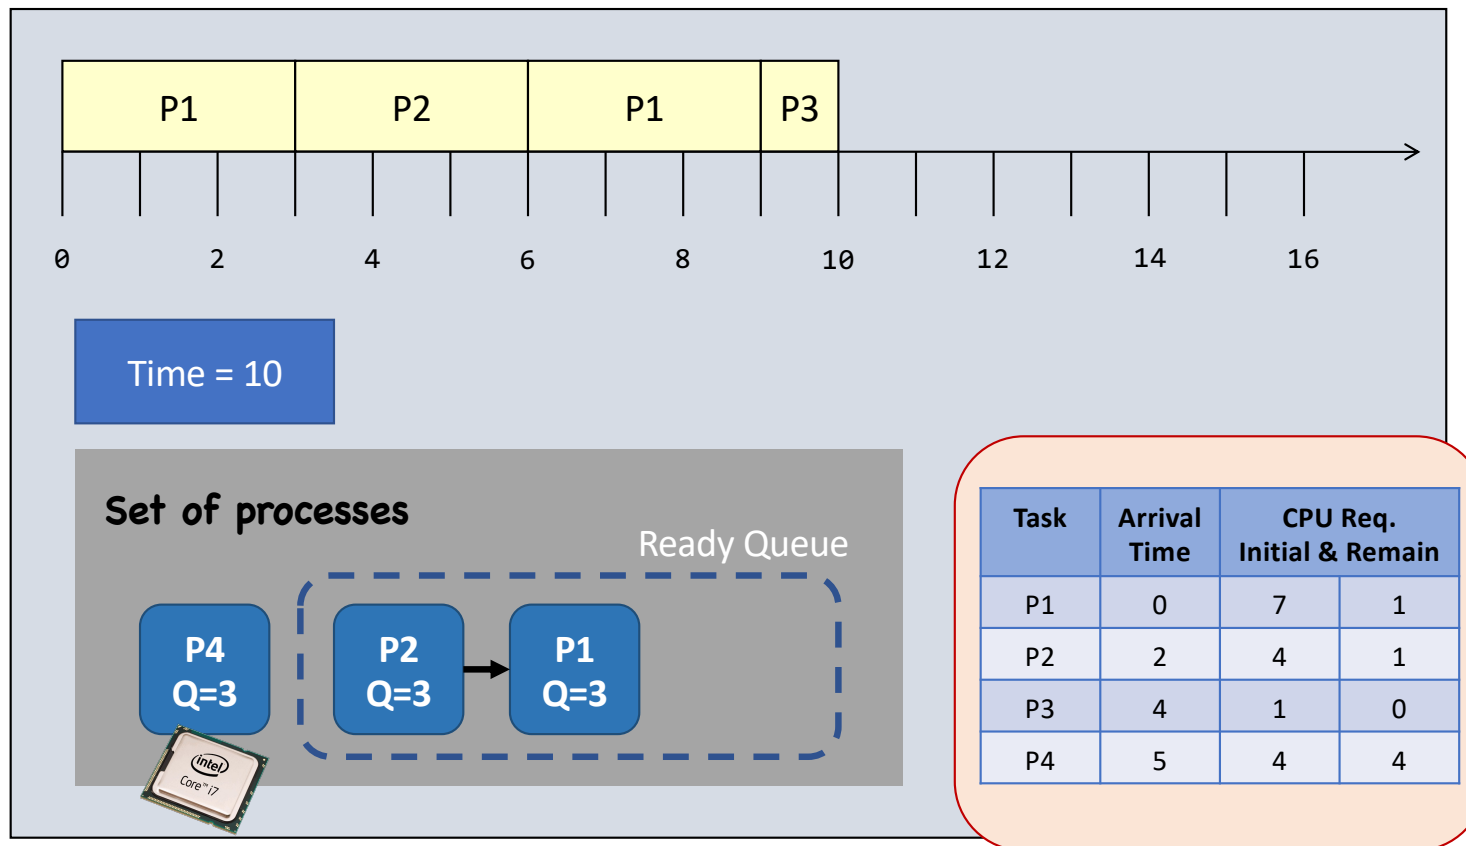 P1 P2 P1 P3
0 2 4 6 8 10 12 14 16
Time = 10
Set of processes
Ready Queue
P4
Q=3
P2
Q=3
P1
Q=3
intel
Core™ i7
Task Arrival Time CPU Req. Initial & Remain
P1 0 7 1
P2 2 4 1
P3 4 1 0
P4 5 4 4